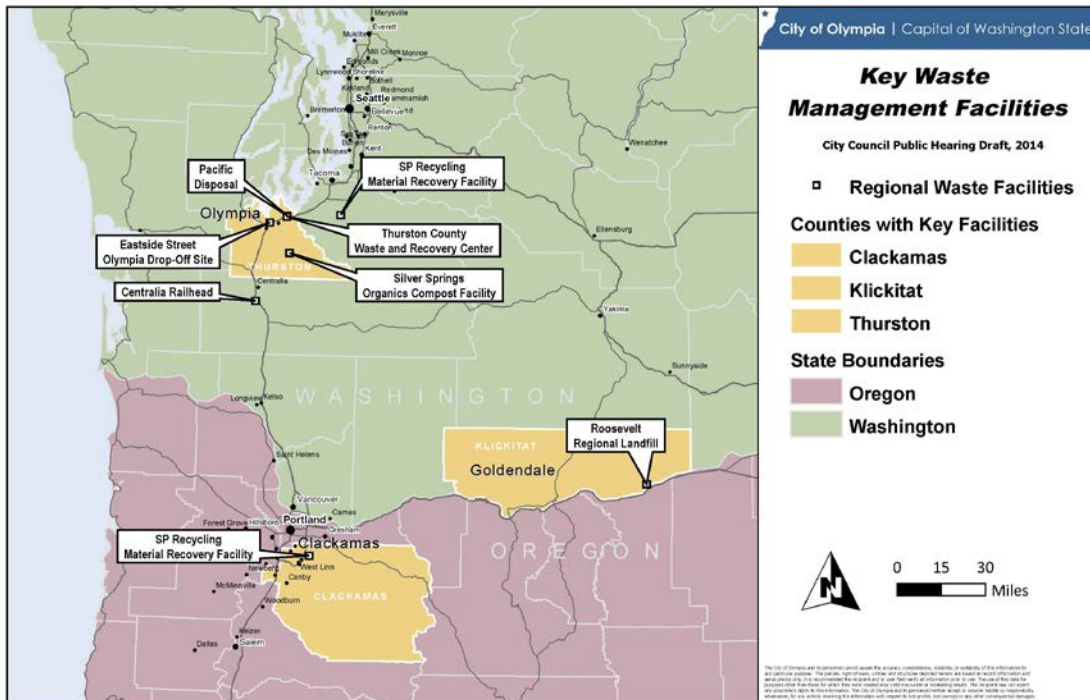 City of Olympia | Capital of Washington State
Key Waste
Management Facilities
City Council Public Hearing Draft, 2014
Regional Waste Facilities
Counties with Key Facilities
Clackamas
Klickitat
Thurston
State Boundaries
Oregon
Washington
N
0 15 30
Miles
Marysville
Everett
Mukilteo
Mill Creek
Monroe
Edmonds
Lynnwood
Shoreline
Bothell
Kirkland
Redmond
Sammamish
Seattle
Bellevue
Bremerton
Renton
Burien
Des Moines
Kent
Tacoma
Wenatchee
Pacific
Disposal
SP Recycling
Material Recovery Facility
Olympia
Eastside Street
Olympia Drop-Off Site
Thurston County
Waste and Recovery Center
THURSTON
Silver Springs
Organics Compost Facility
Centralia
Centralia Railhead
Ellensburg
Yakima
Sunnyside
WASHINGTON
Longview
Kelso
KLICKITAT
Goldendale
Roosevelt
Regional Landfill
Saint Helens
Vancouver
Camas
Forest Grove
Hillsboro
Portland
Gresham
Clackamas
SP Recycling
Material Recovery Facility
West Linn
Newberg
Canby
McMinnville
CLACKAMAS
Woodburn
Keizer
Salem
Dallas
OREGON